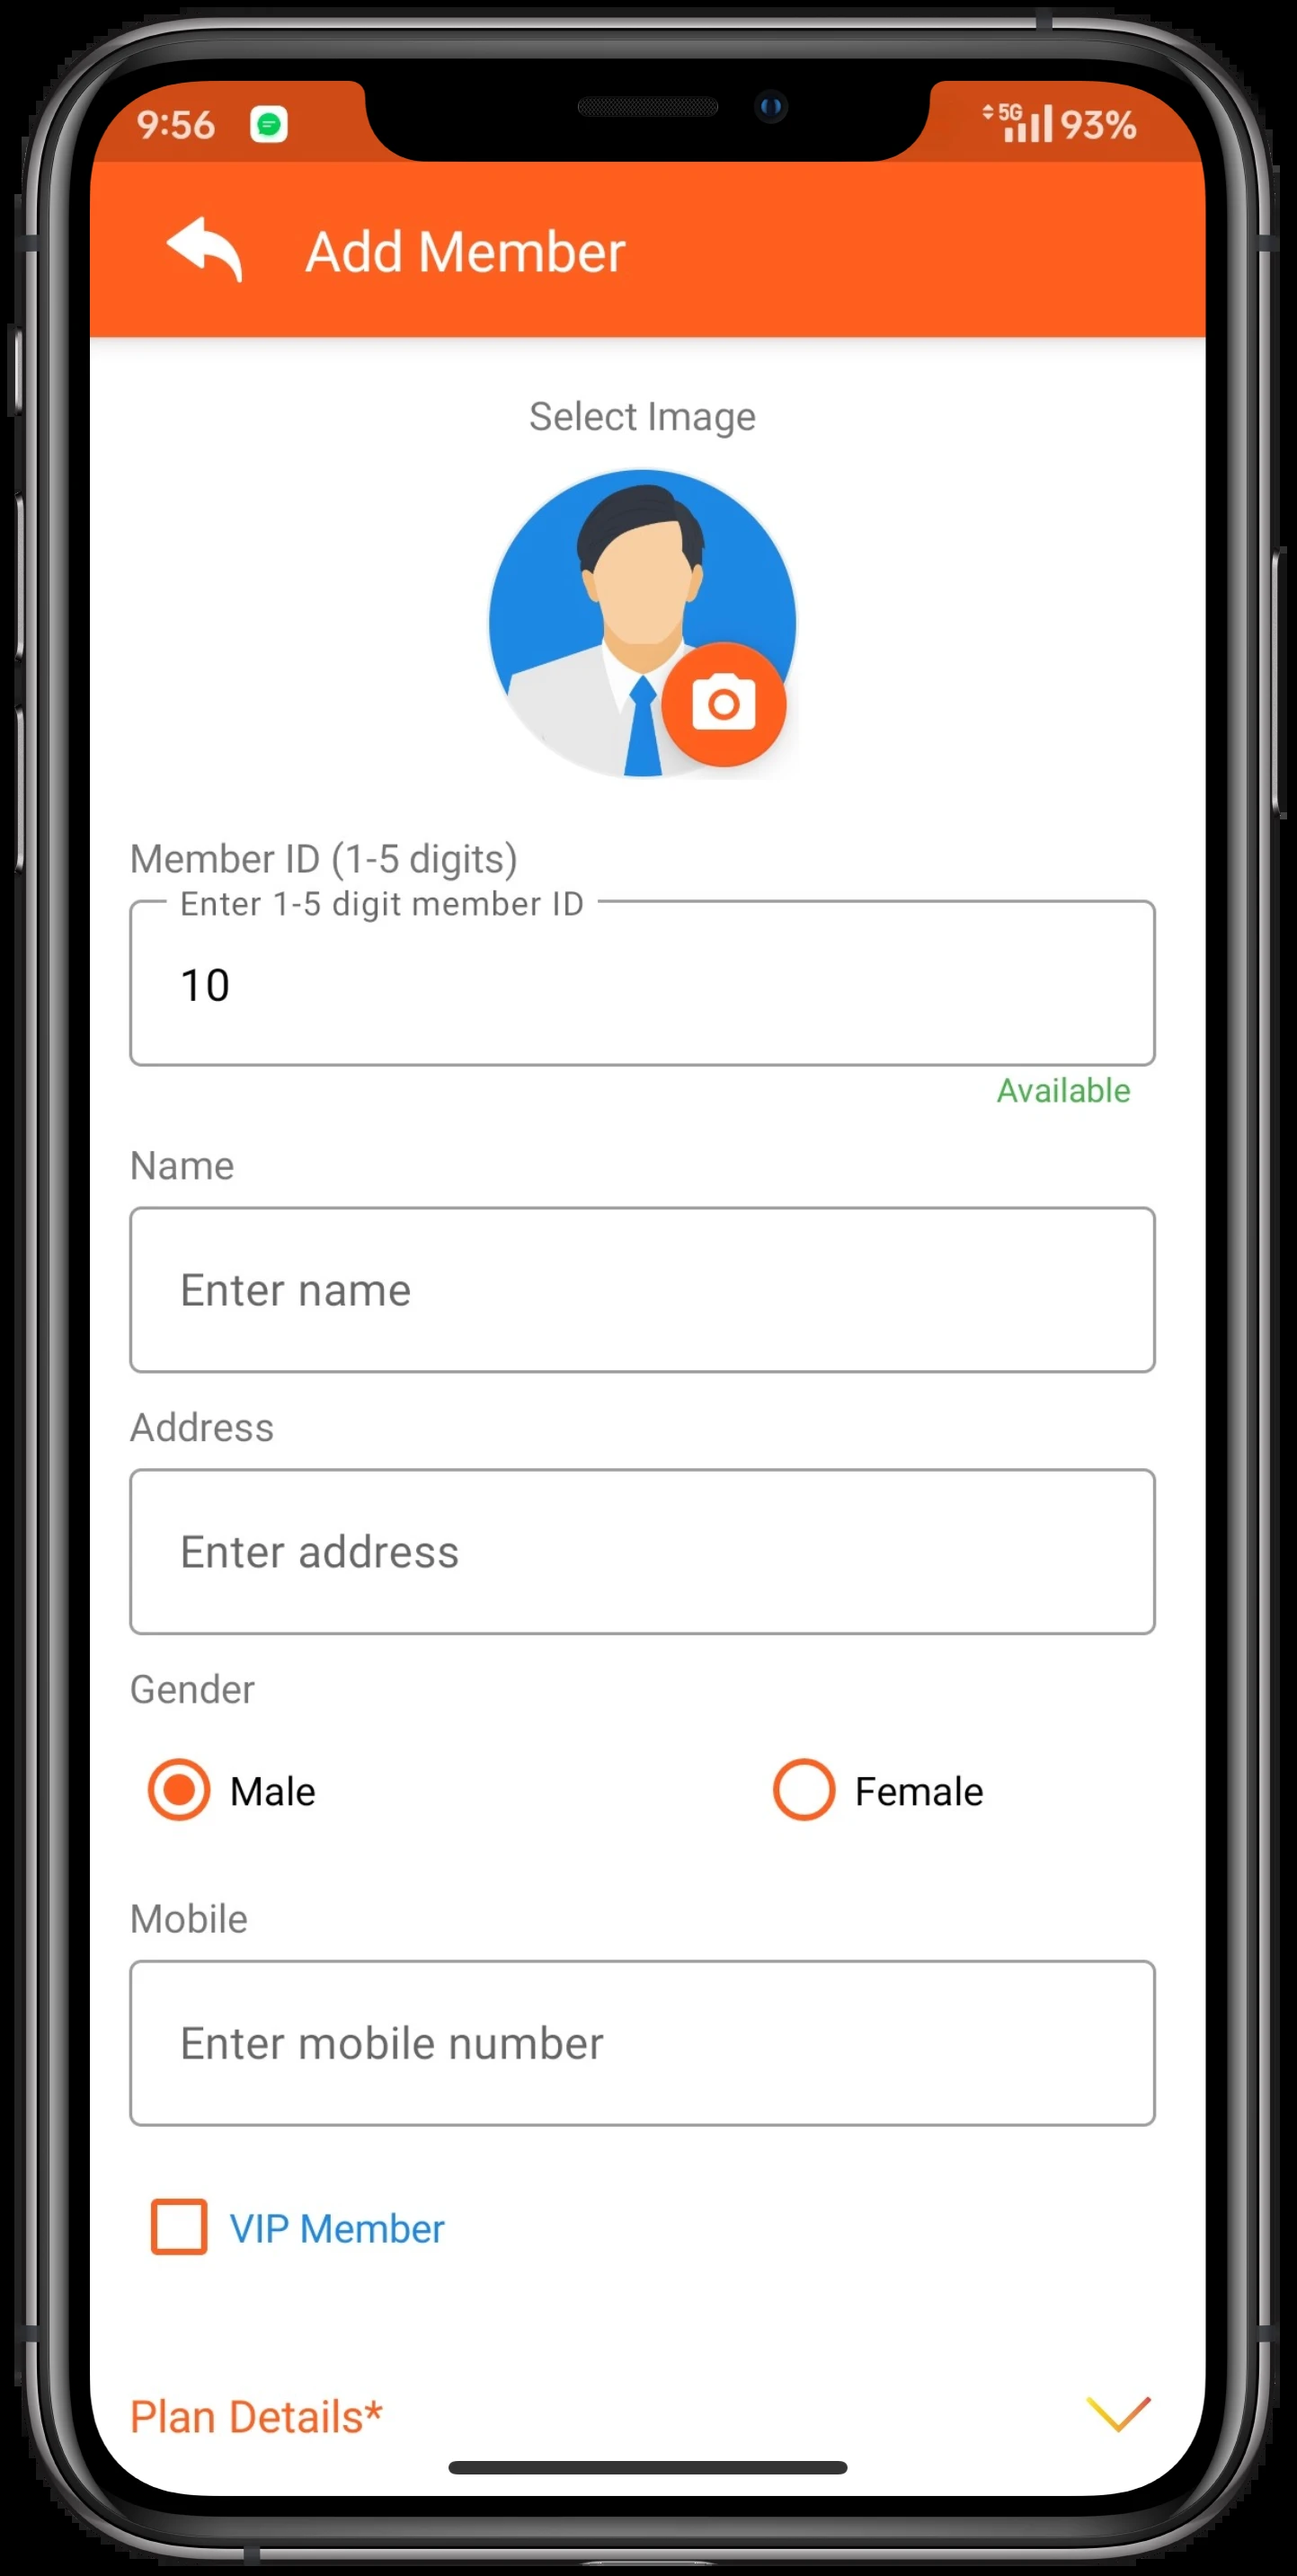 9:56 5G 93%
Add Member
Select Image
Member ID (1-5 digits)
Enter 1-5 digit member ID
10
Available
Name
Enter name
Address
Enter address
Gender
Male Female
Mobile
Enter mobile number
VIP Member
Plan Details*